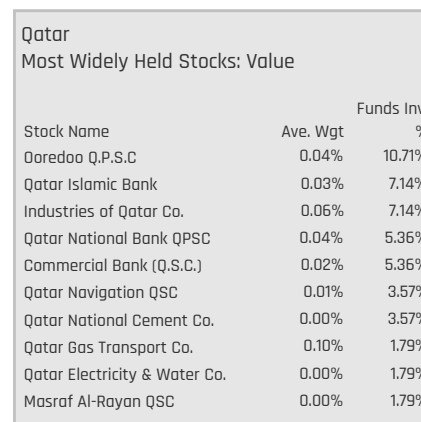 Qatar
Most Widely Held Stocks: Value
Funds
Stock Name Ave. Wgt %
Ooredoo Q.P.S.C 0.04% 10.71%
Qatar Islamic Bank 0.03% 7.14%
Industries of Qatar Co. 0.06% 7.14%
Qatar National Bank QPSC 0.04% 5.36%
Commercial Bank (Q.S.C.) 0.02% 5.36%
Qatar Navigation QSC 0.01% 3.57%
Qatar National Cement Co. 0.00% 3.57%
Qatar Gas Transport Co. 0.10% 1.79%
Qatar Electricity & Water Co. 0.00% 1.79%
Masraf Al-Rayan QSC 0.00% 1.79%